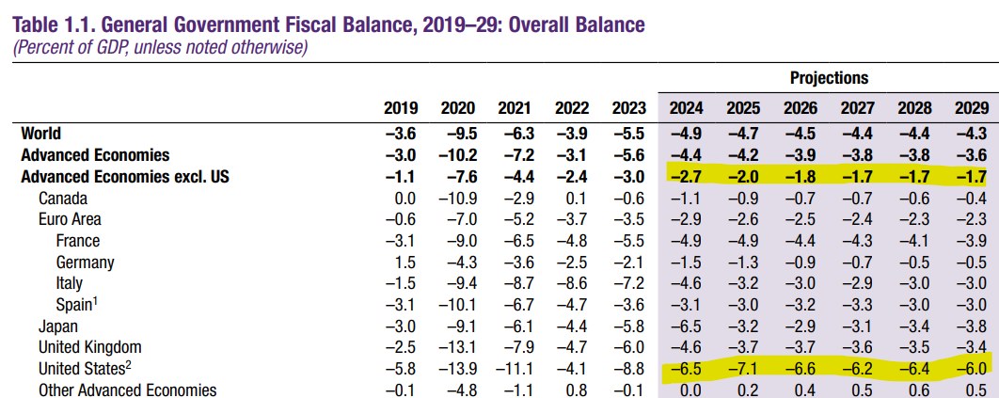 Table 1.1. General Government Fiscal Balance, 2019–29: Overall Balance
(Percent of GDP, unless noted otherwise)
Projections
2019 2020 2021 2022 2023 2024 2025 2026 2027 2028 2029
World –3.6 –9.5 –6.3 –3.9 –5.5 –4.9 –4.7 –4.5 –4.4 –4.4 –4.3
Advanced Economies –3.0 –10.2 –7.2 –3.1 –5.6 –4.4 –4.2 –3.9 –3.8 –3.8 –3.6
Advanced Economies excl. US –1.1 –7.6 –4.4 –2.4 –3.0 –2.7 –2.0 –1.8 –1.7 –1.7 –1.7
Canada 0.0 –10.9 –2.9 0.1 –0.6 –1.1 –0.9 –0.7 –0.7 –0.6 –0.4
Euro Area –0.6 –7.0 –5.2 –3.7 –3.5 –2.9 –2.6 –2.5 –2.4 –2.3 –2.3
France –3.1 –9.0 –6.5 –4.8 –5.5 –4.9 –4.9 –4.4 –4.3 –4.1 –3.9
Germany 1.5 –4.3 –3.6 –2.5 –2.1 –1.5 –1.3 –0.9 –0.7 –0.5 –0.5
Italy –1.5 –9.4 –8.7 –8.6 –7.2 –4.6 –3.2 –3.0 –2.9 –3.0 –3.0
Spain¹ –3.1 –10.1 –6.7 –4.7 –3.6 –3.1 –3.0 –3.2 –3.3 –3.0 –3.0
Japan –3.0 –9.1 –6.1 –4.4 –5.8 –6.5 –3.2 –2.9 –3.1 –3.4 –3.8
United Kingdom –2.5 –13.1 –7.9 –4.7 –6.0 –4.6 –3.7 –3.7 –3.6 –3.5 –3.4
United States² –5.8 –13.9 –11.1 –4.1 –8.8 –6.5 –7.1 –6.6 –6.2 –6.4 –6.0
Other Advanced Economies –0.1 –4.8 –1.1 0.8 –0.1 0.0 0.2 0.4 0.5 0.6 0.5